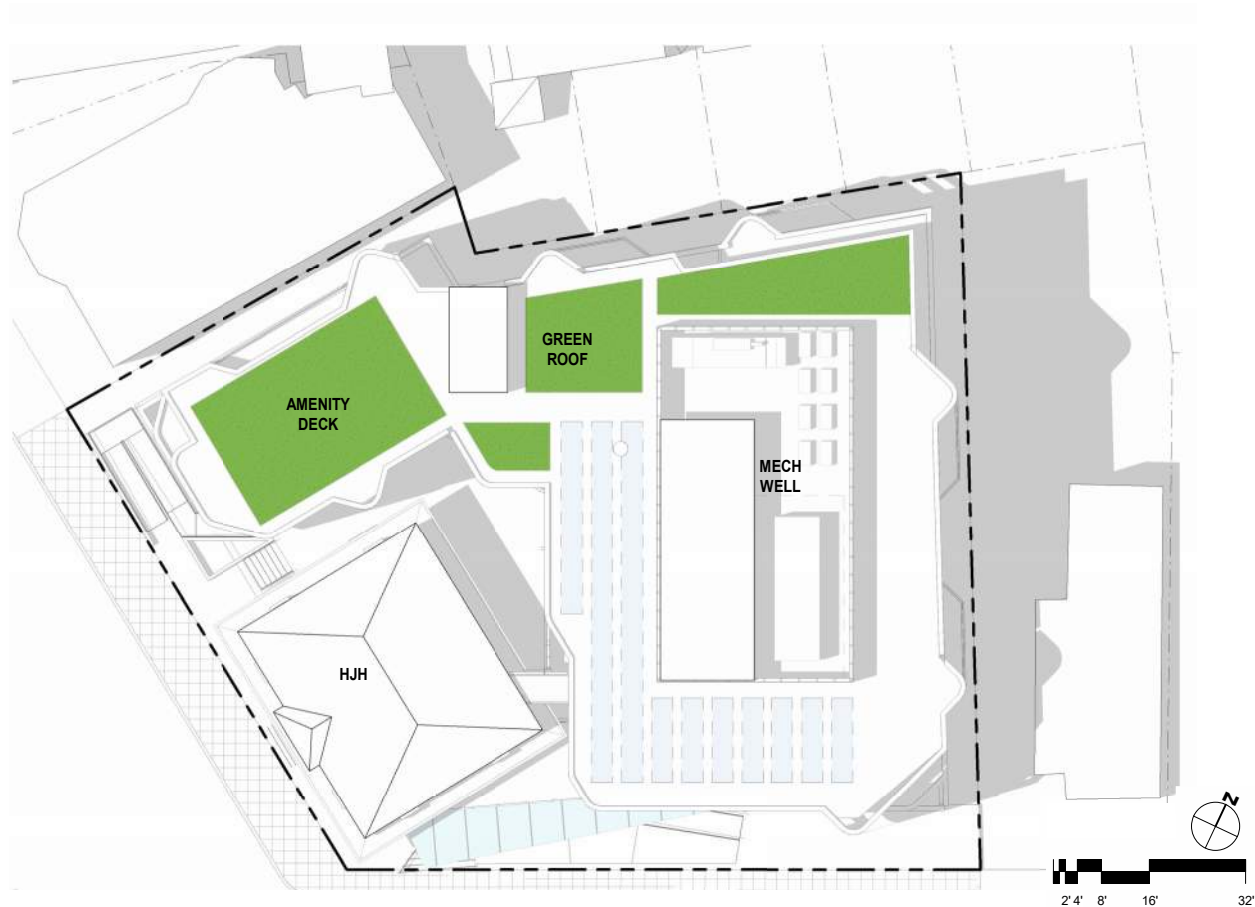 GREEN
ROOF
AMENITY
DECK
MECH
WELL
HJH
N
2' 4' 8' 16' 32'